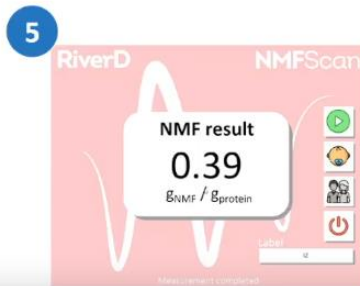 5
RiverD NMFScan
NMF result
0.39
gNMF / gprotein
Label
Measurement completed